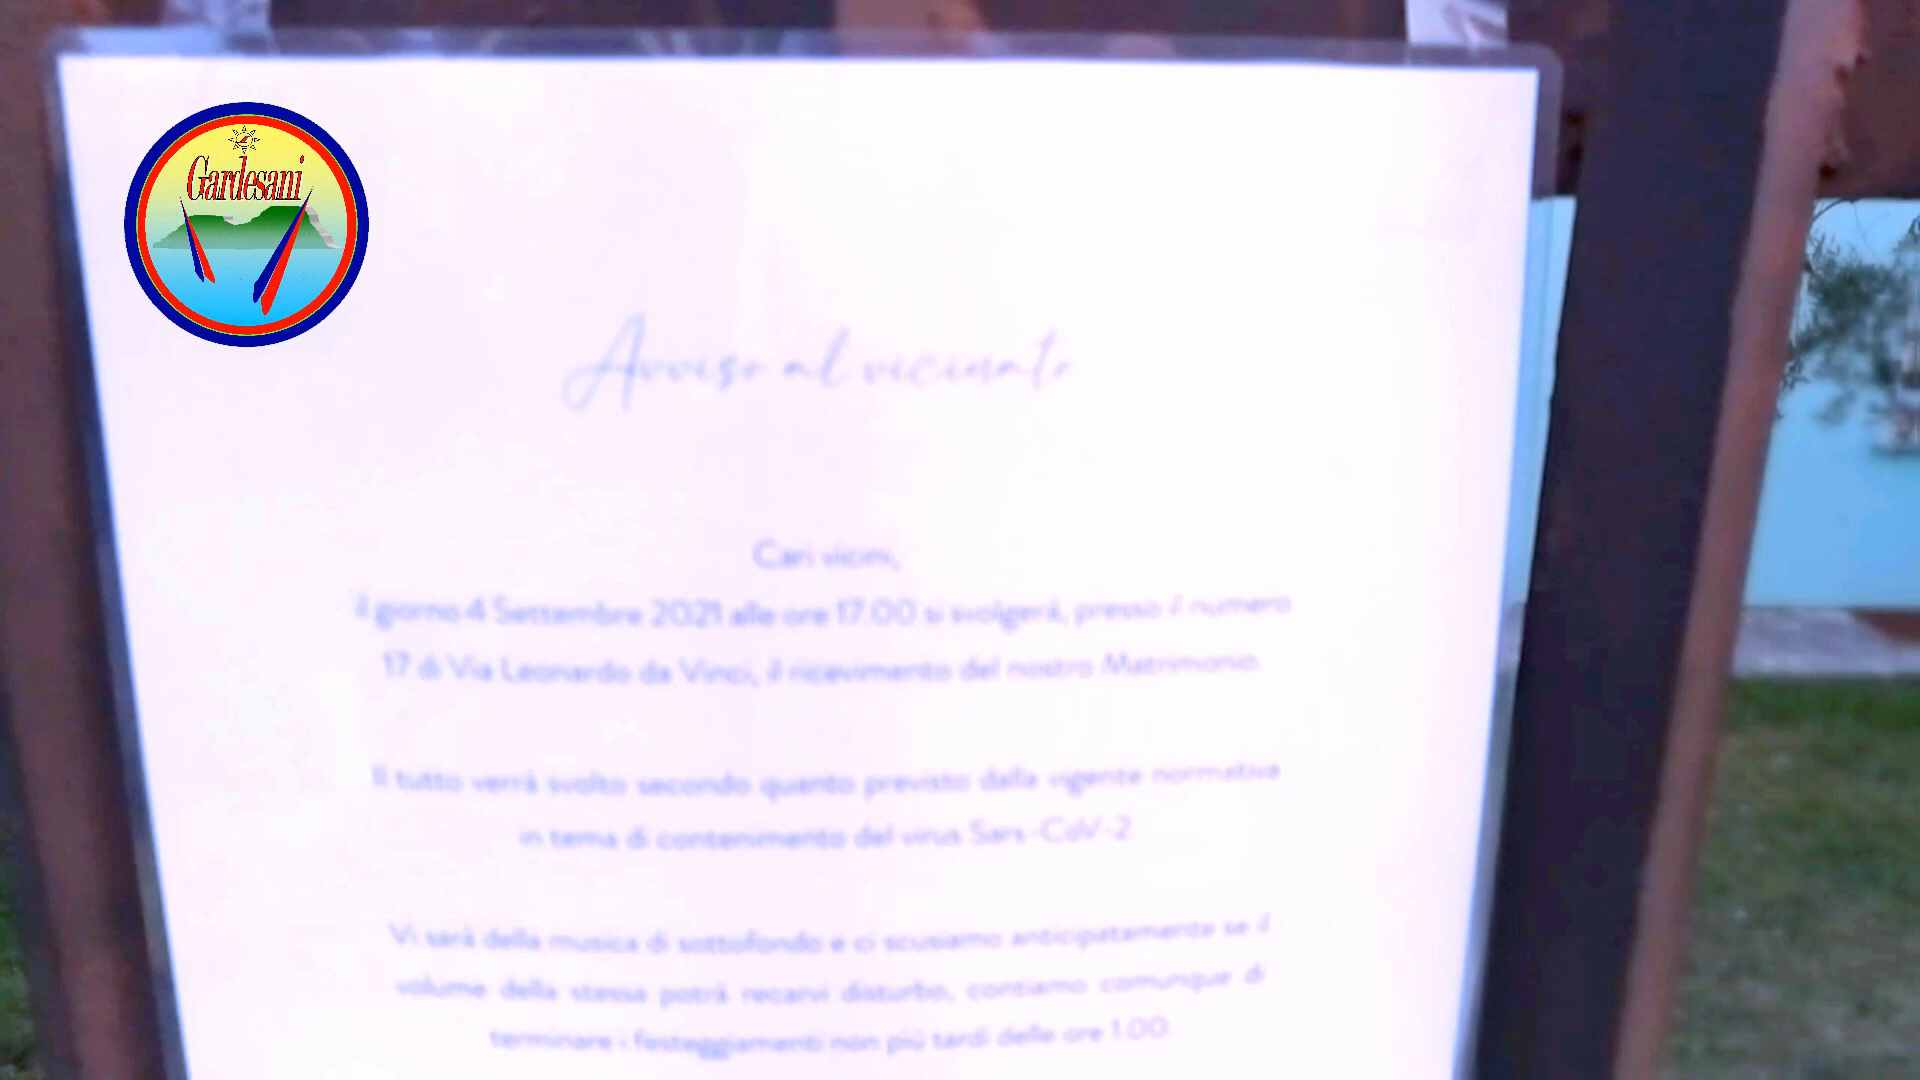 Gardesani
Avviso al vicinato
Cari vicini,
il giorno 4 Settembre 2021 alle ore 17.00 si svolgerà, presso il numero
17 di Via Leonardo da Vinci, il ricevimento del nostro Matrimonio.
Il tutto verrà svolto secondo quanto previsto dalla vigente normativa
in tema di contenimento del virus Sars-CoV-2.
Vi sarà della musica di sottofondo e ci scusiamo anticipatamente se il
volume della stessa potrà recarvi disturbo, contiamo comunque di
terminare i festeggiamenti non più tardi delle ore 1.00.